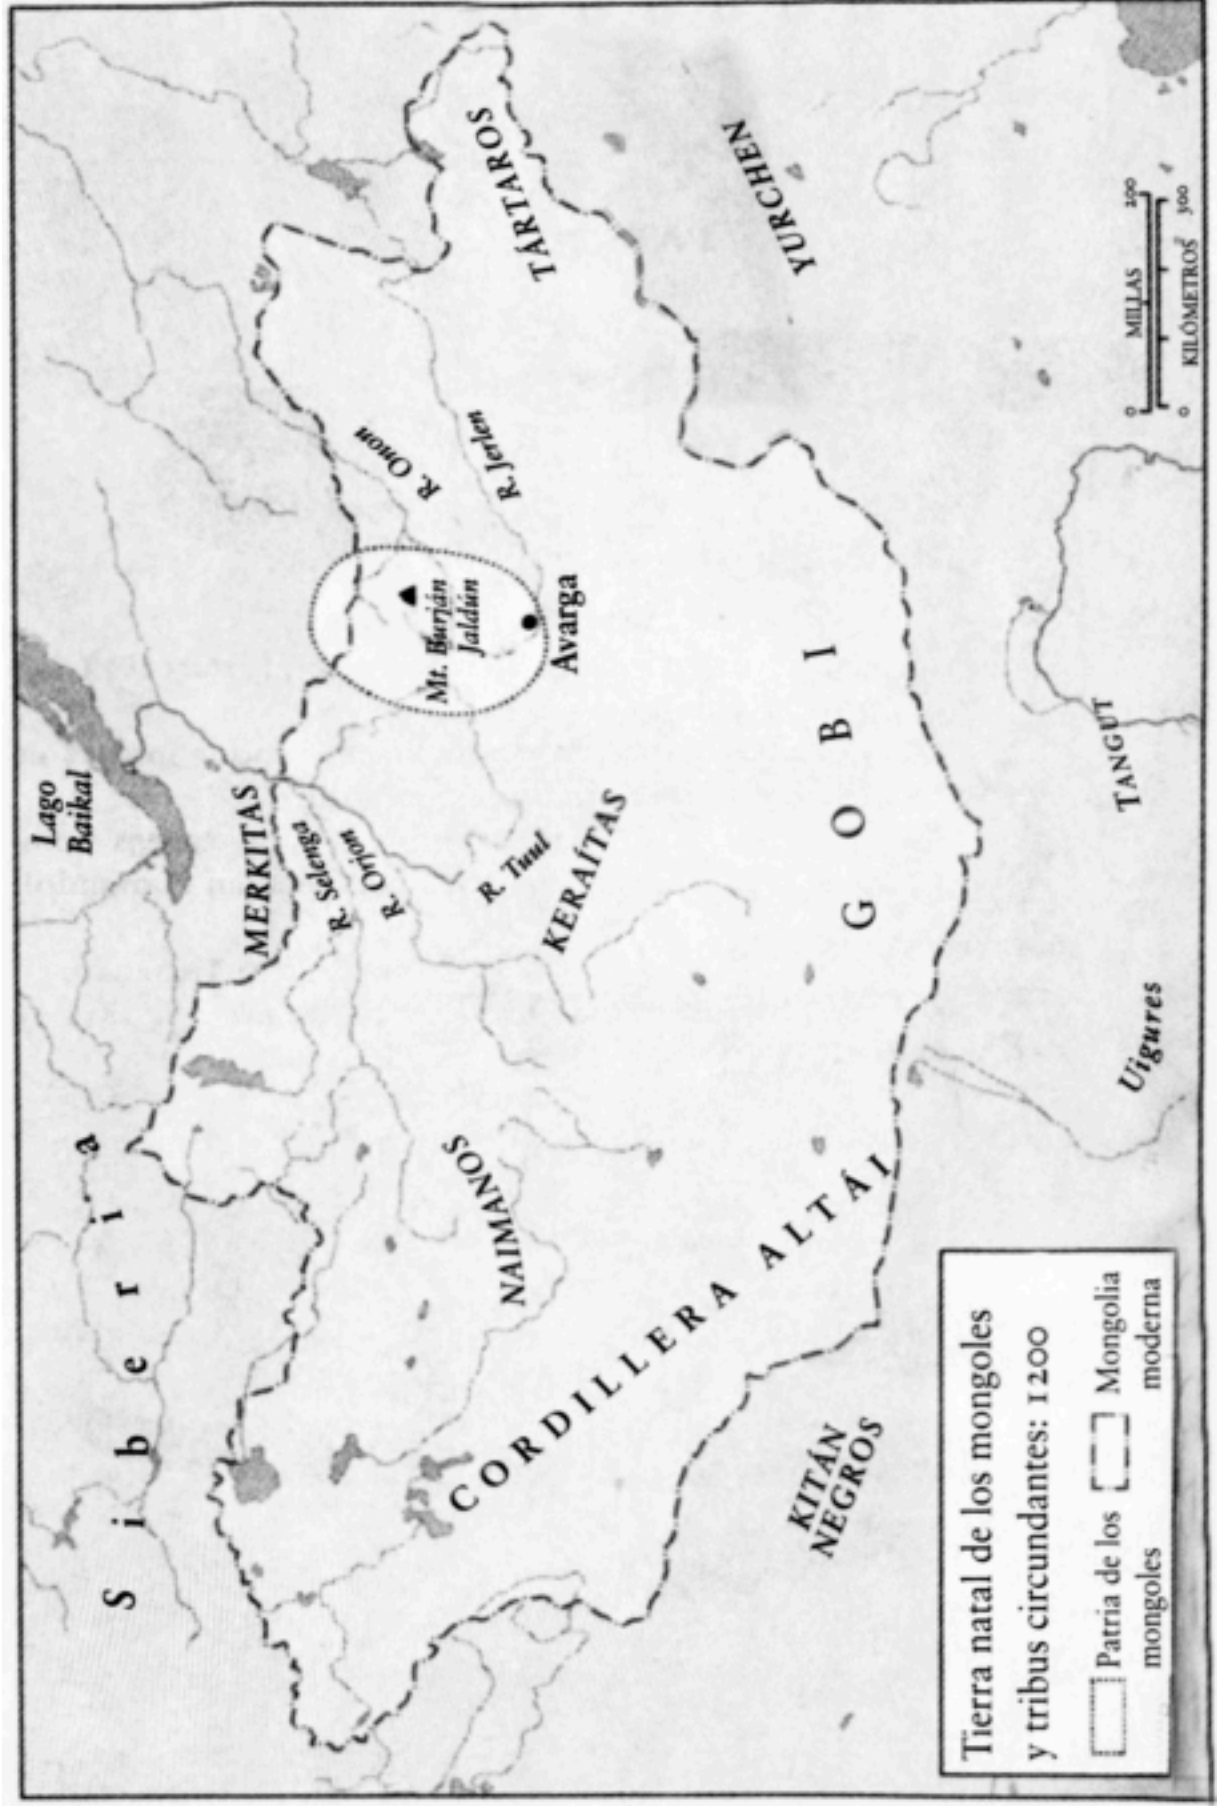 Siberia
Lago
Baikal
MERKITAS
R. Selenga
R. Orjon
R. Tuul
KERAÍTAS
NAIMANOS
CORDILLERA ALTÁI
KITÁN
NEGROS
GOBI
Mt. Burján
Jaldún
Avarga
R. Onon
R. Jerlen
TÁRTAROS
YURCHEN
TANGUT
Uigures
Tierra natal de los mongoles
y tribus circundantes: 1200
Patria de los
mongoles
Mongolia
moderna
0 MILLAS 200
0 KILÓMETROS 300